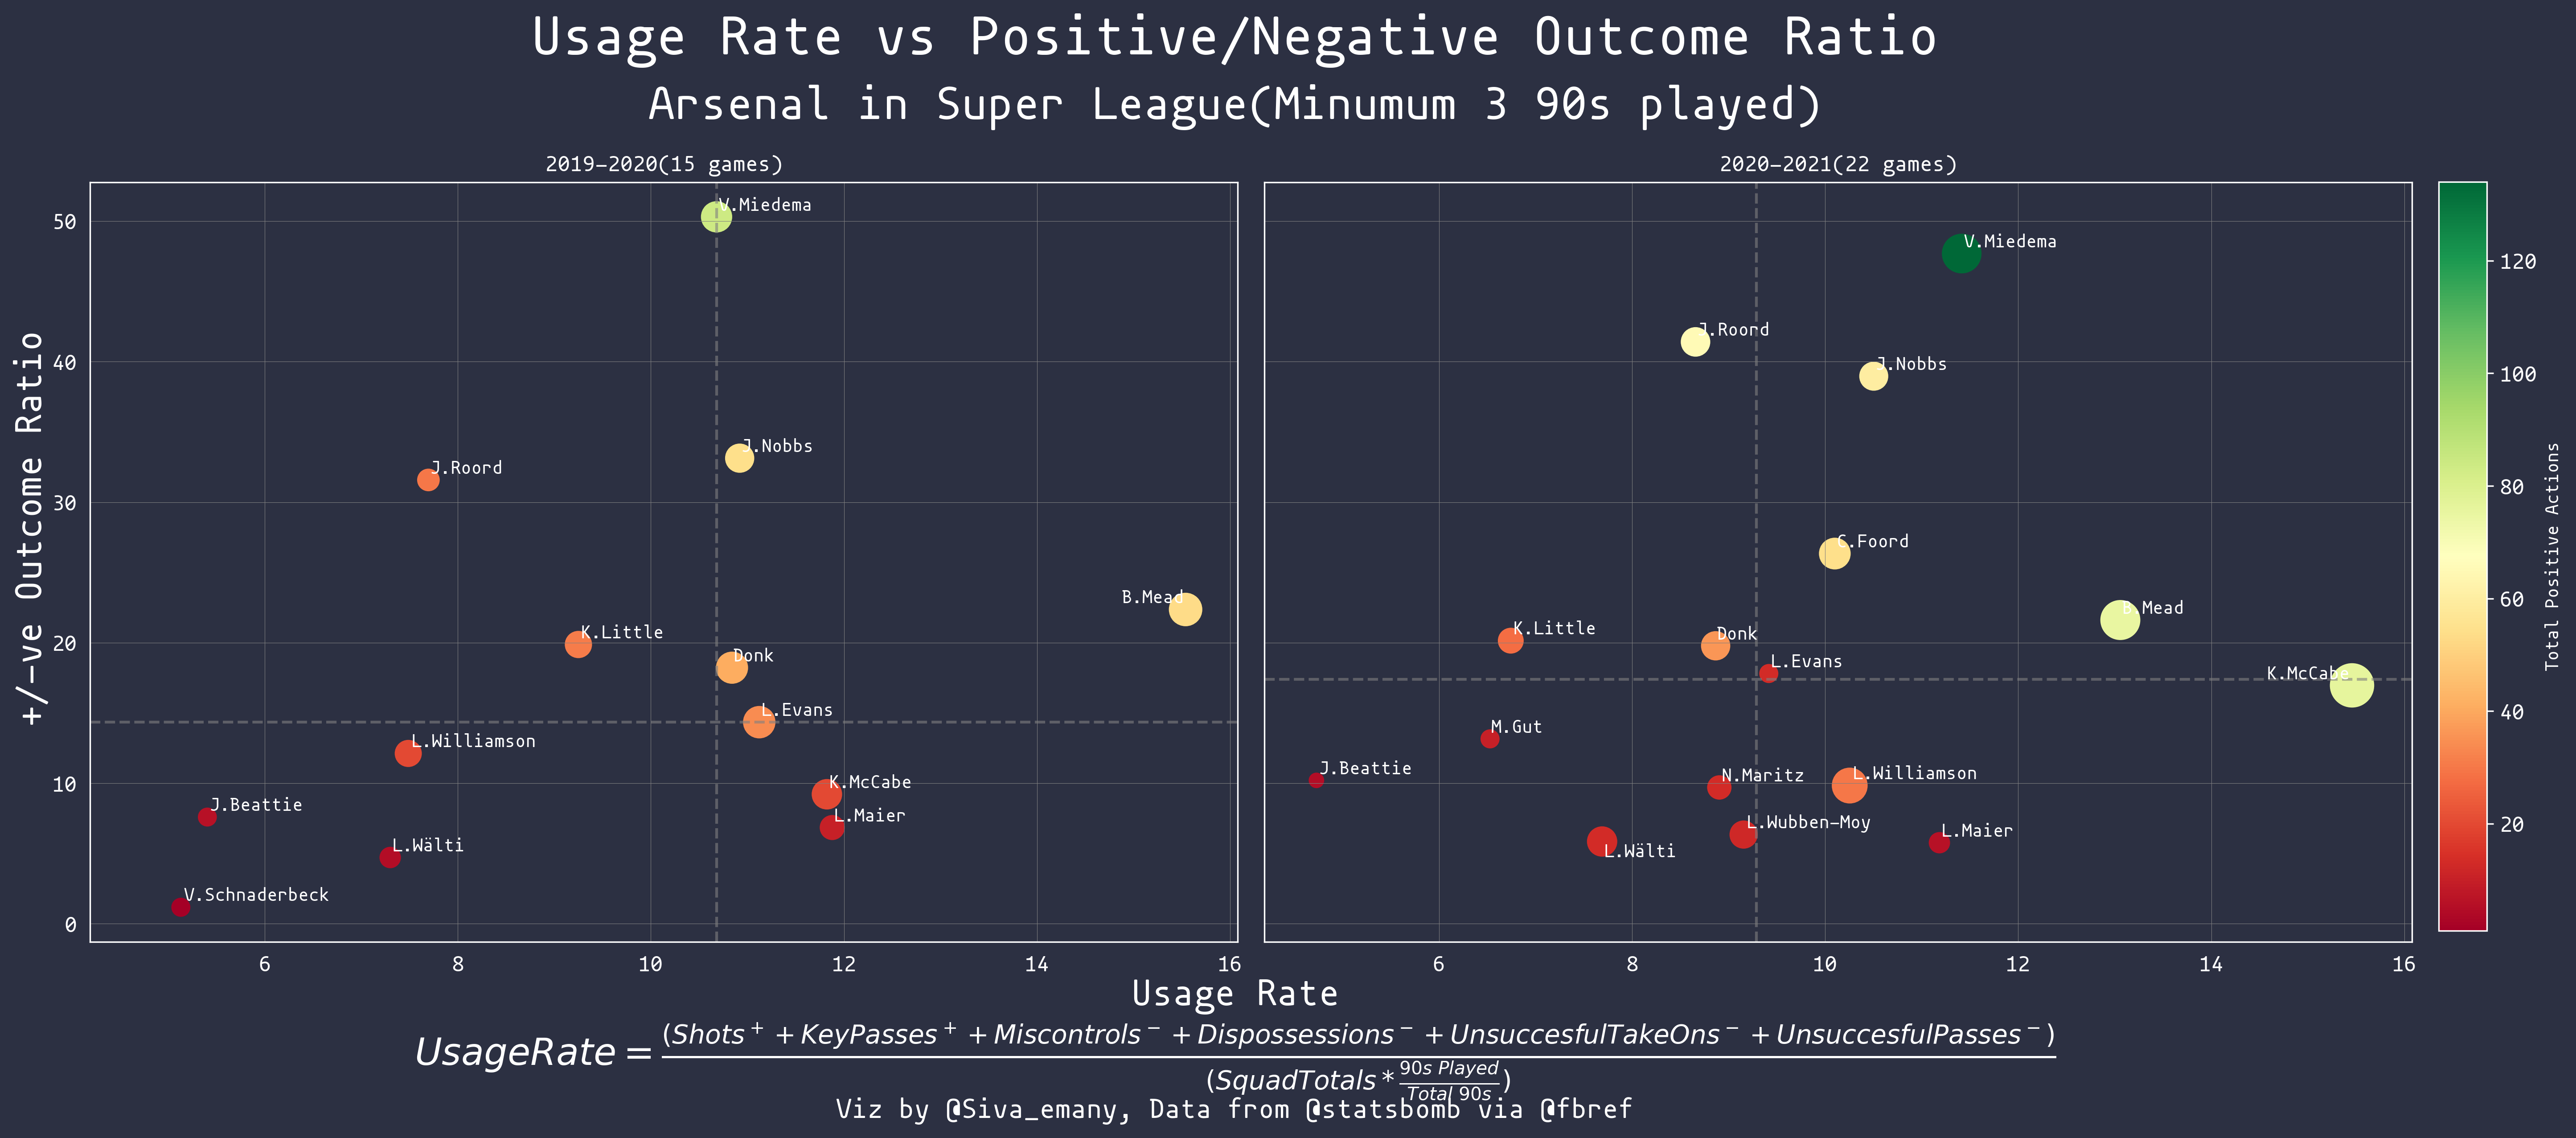 Usage Rate vs Positive/Negative Outcome Ratio
Arsenal in Super League(Minumum 3 90s played)
2019-2020(15 games)
2020-2021(22 games)
+/-ve Outcome Ratio
50
40
30
20
10
0
V.Miedema
J.Nobbs
J.Roord
B.Mead
K.Little
Donk
L.Evans
L.Williamson
K.McCabe
J.Beattie
L.Maier
L.Wälti
V.Schnaderbeck
6 8 10 12 14 16
V.Miedema
J.Roord
J.Nobbs
C.Foord
B.Mead
K.Little
Donk
L.Evans
K.McCabe
M.Gut
J.Beattie
N.Maritz
L.Williamson
L.Wubben-Moy
L.Maier
L.Wälti
6 8 10 12 14 16
120
100
80
60
40
20
Total Positive Actions
Usage Rate
UsageRate = (Shots⁺ + KeyPasses⁺ + Miscontrols⁻ + Dispossessions⁻ + UnsuccesfulTakeOns⁻ + UnsuccesfulPasses⁻)
(SquadTotals * 90s Played
Total 90s)
Viz by @Siva_emany, Data from @statsbomb via @fbref